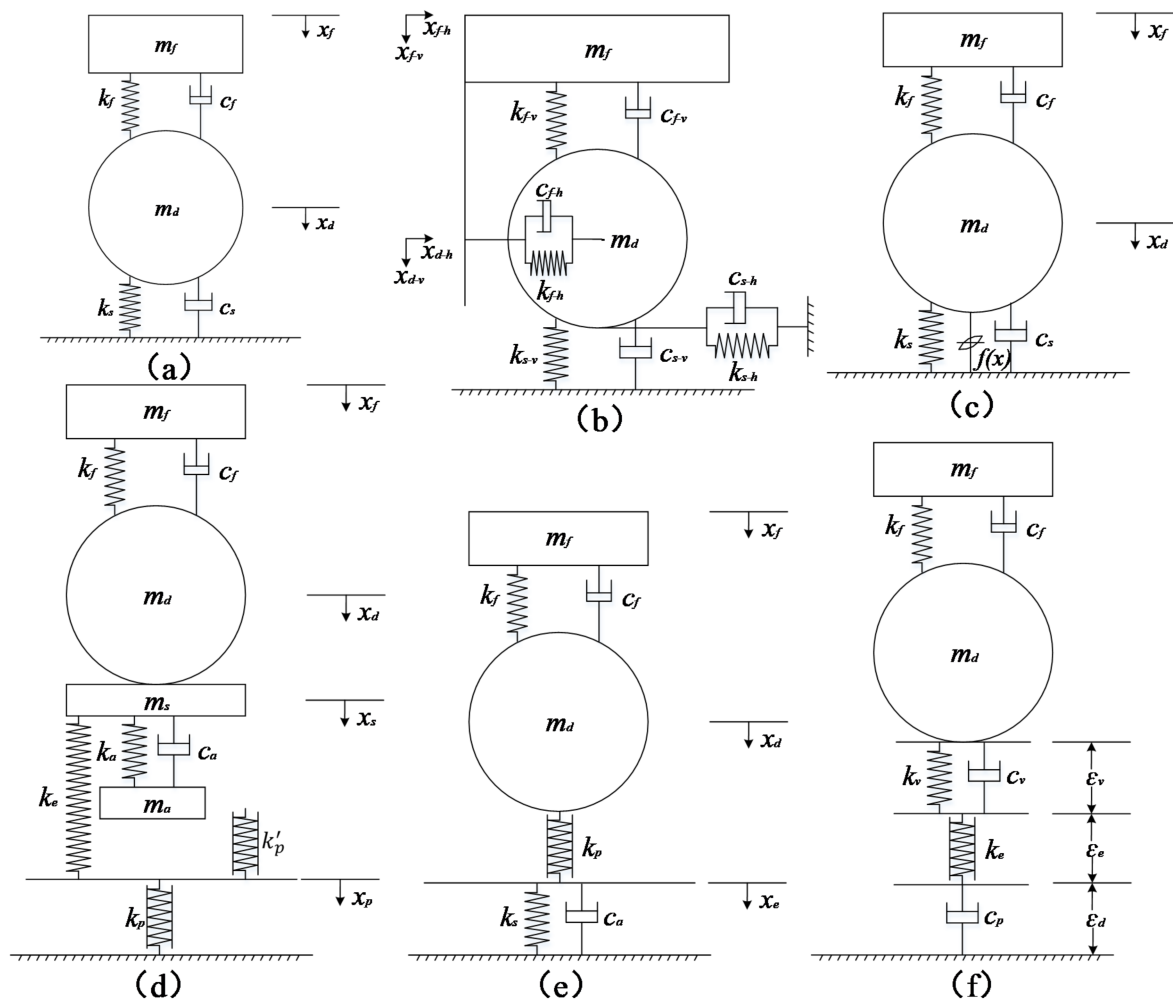 m_f
x_f
k_f
c_f
m_d
x_d
k_s
c_s
(a)
x_f-h
x_f-v
m_f
k_f-v
c_f-v
c_f-h
m_d
x_d-h
x_d-v
k_f-h
c_s-h
k_s-v
c_s-v
k_s-h
(b)
m_f
x_f
k_f
c_f
m_d
x_d
k_s
f(x)
c_s
(c)
m_f
x_f
k_f
c_f
m_d
x_d
m_s
x_s
k_a
c_a
k_e
m_a
k'_p
x_p
k_p
(d)
m_f
x_f
k_f
c_f
m_d
x_d
k_p
x_e
k_s
c_a
(e)
m_f
k_f
c_f
m_d
k_v
c_v
ε_v
k_e
ε_e
c_p
ε_d
(f)